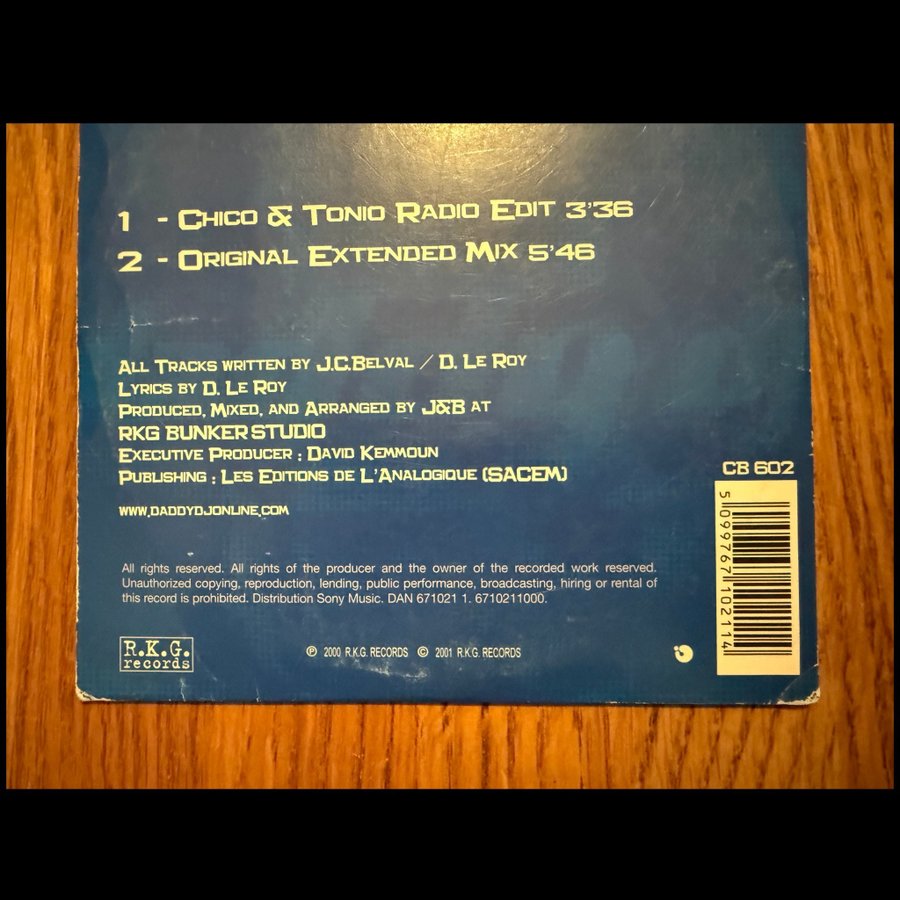 1 - Chico & Tonio Radio Edit 3'36
2 - Original Extended Mix 5'46
All Tracks written by J.C.Belval / D. Le Roy
Lyrics by D. Le Roy
Produced, Mixed, and Arranged by J&B at
RKG BUNKER STUDIO
Executive Producer : David Kemmoun
Publishing : Les Editions de L'Analogique (SACEM)
www.daddydjonline.com
CB 602
5 099767 102114
All rights reserved. All rights of the producer and the owner of the recorded work reserved.
Unauthorized copying, reproduction, lending, public performance, broadcasting, hiring or rental of
this record is prohibited. Distribution Sony Music. DAN 671021 1. 6710211000.
R.K.G.
records
℗ 2000 R.K.G. RECORDS © 2001 R.K.G. RECORDS